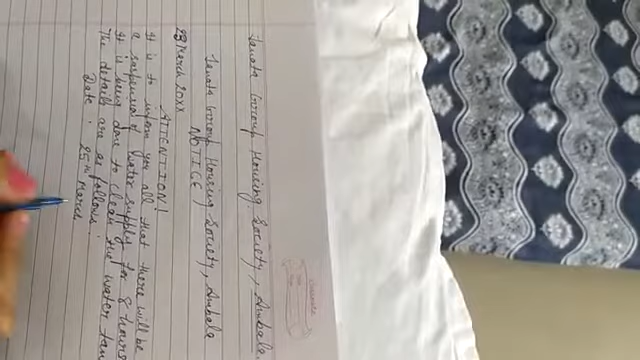 Janata Group Housing Society, Ambala
Janata Group Housing Society, Ambala
NOTICE
23 March 20XX
ATTENTION!
It is to inform you all that there will be
a suspension of water supply for 8 hours
It is being done to clean the water tan
The details are as follows:
Date: 25th March